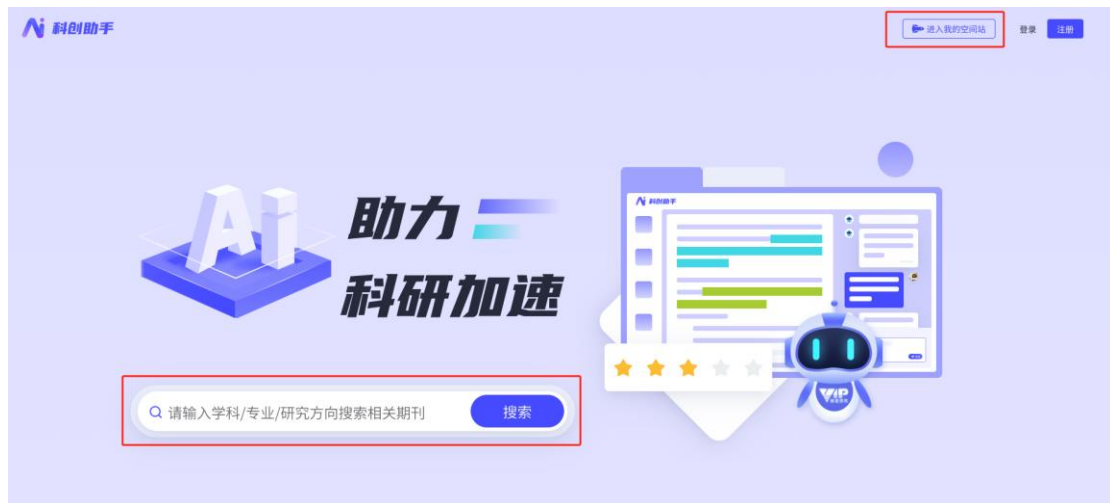 科创助手
进入我的空间站
登录
注册
Ai
助力
科研加速
科创助手
请输入学科/专业/研究方向搜索相关期刊
搜索
VIP